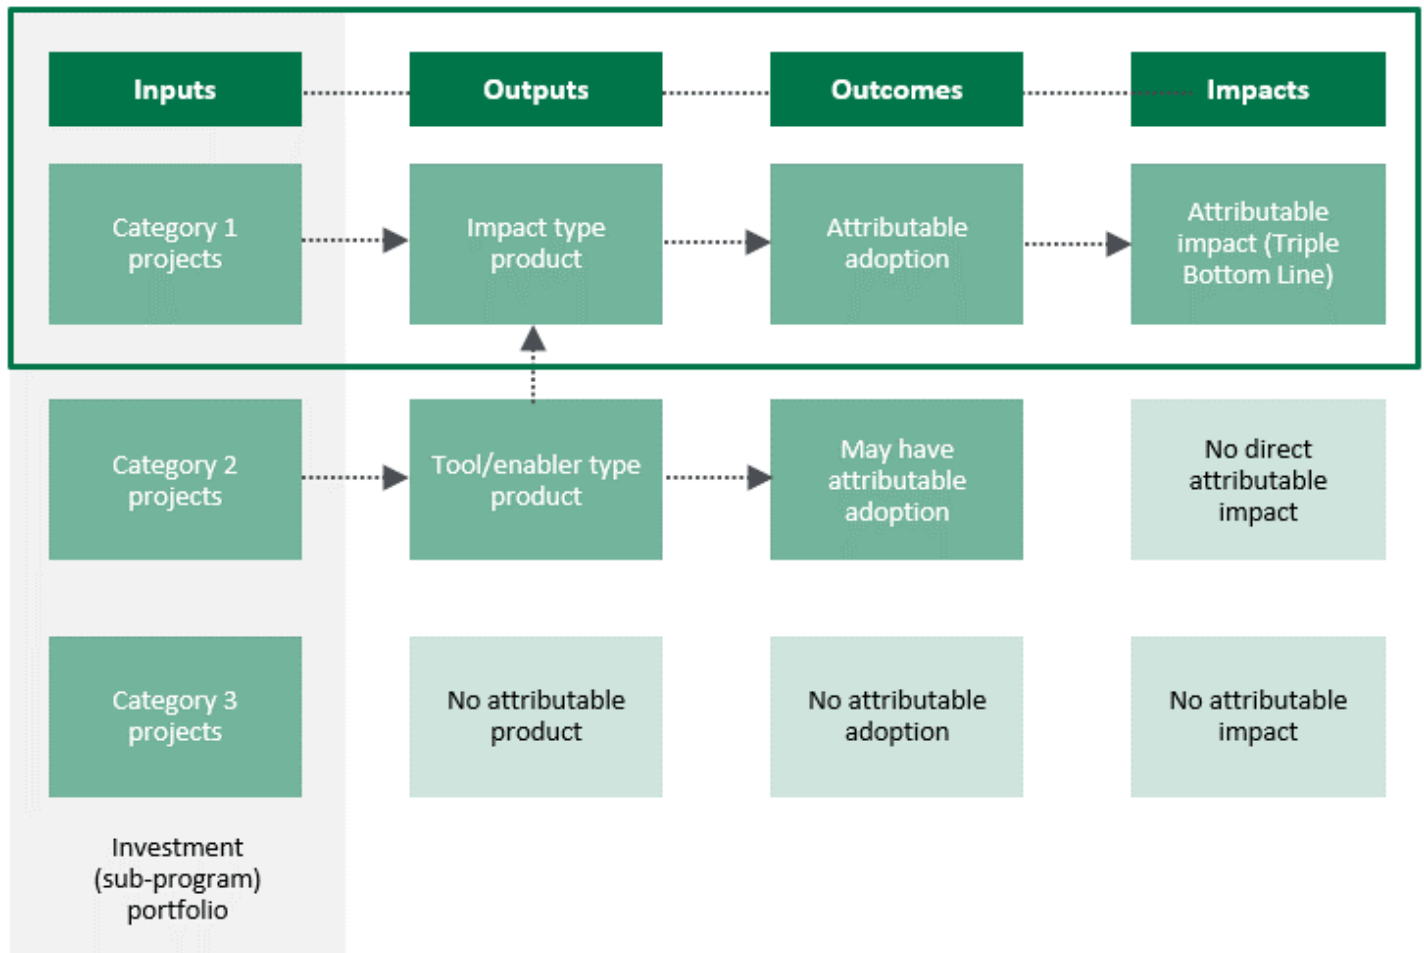 Inputs
Outputs
Outcomes
Impacts
Category 1
projects
Impact type
product
Attributable
adoption
Attributable
impact (Triple
Bottom Line)
Category 2
projects
Tool/enabler type
product
May have
attributable
adoption
No direct
attributable
impact
Category 3
projects
No attributable
product
No attributable
adoption
No attributable
impact
Investment
(sub-program)
portfolio